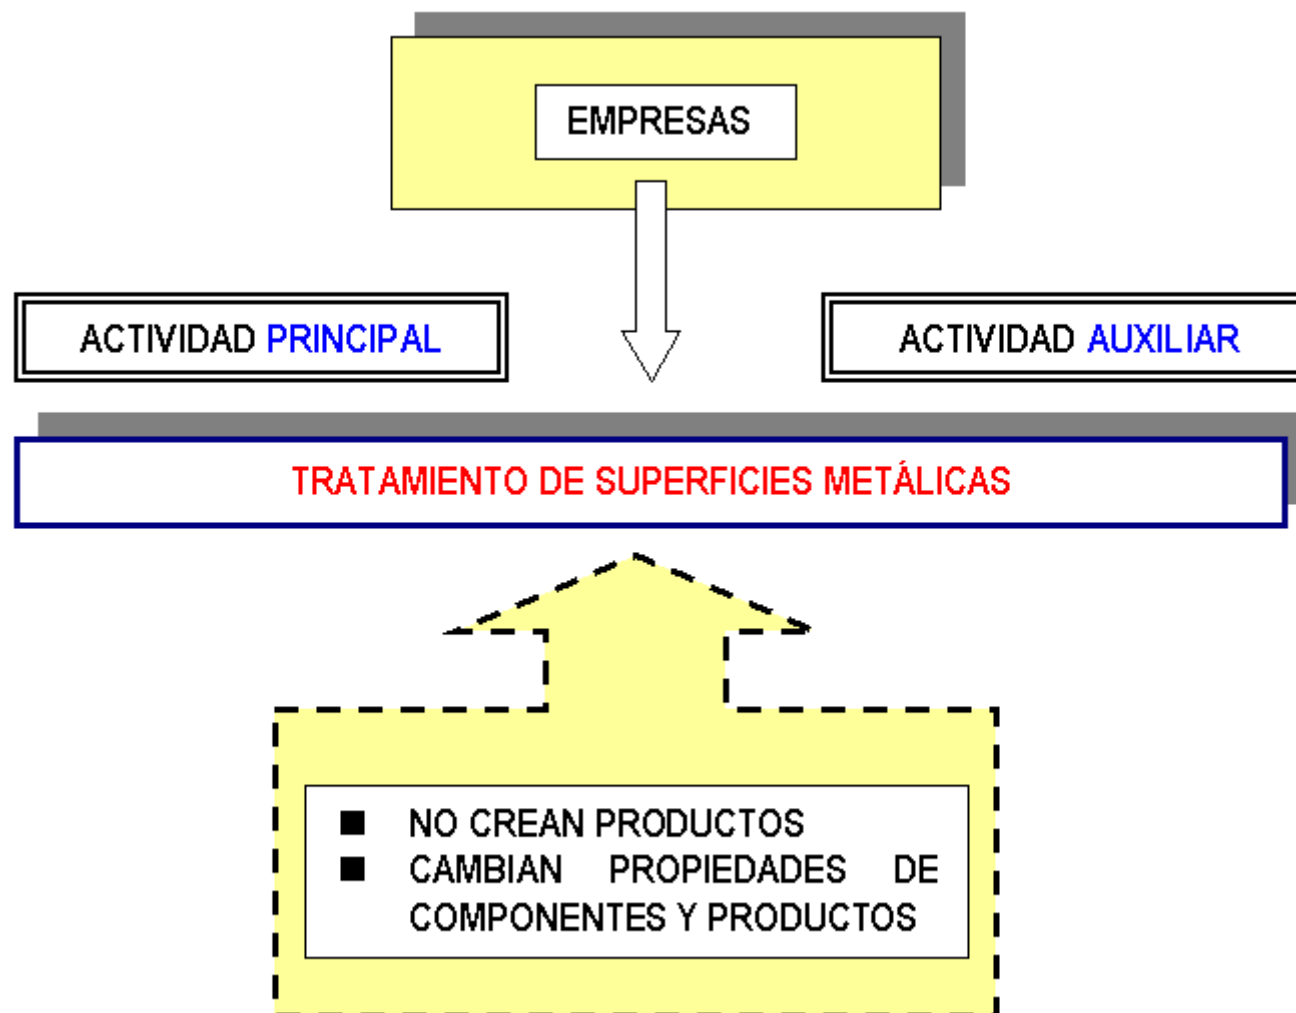 EMPRESAS
ACTIVIDAD PRINCIPAL
ACTIVIDAD AUXILIAR
TRATAMIENTO DE SUPERFICIES METÁLICAS
■ NO CREAN PRODUCTOS
■ CAMBIAN PROPIEDADES DE
COMPONENTES Y PRODUCTOS